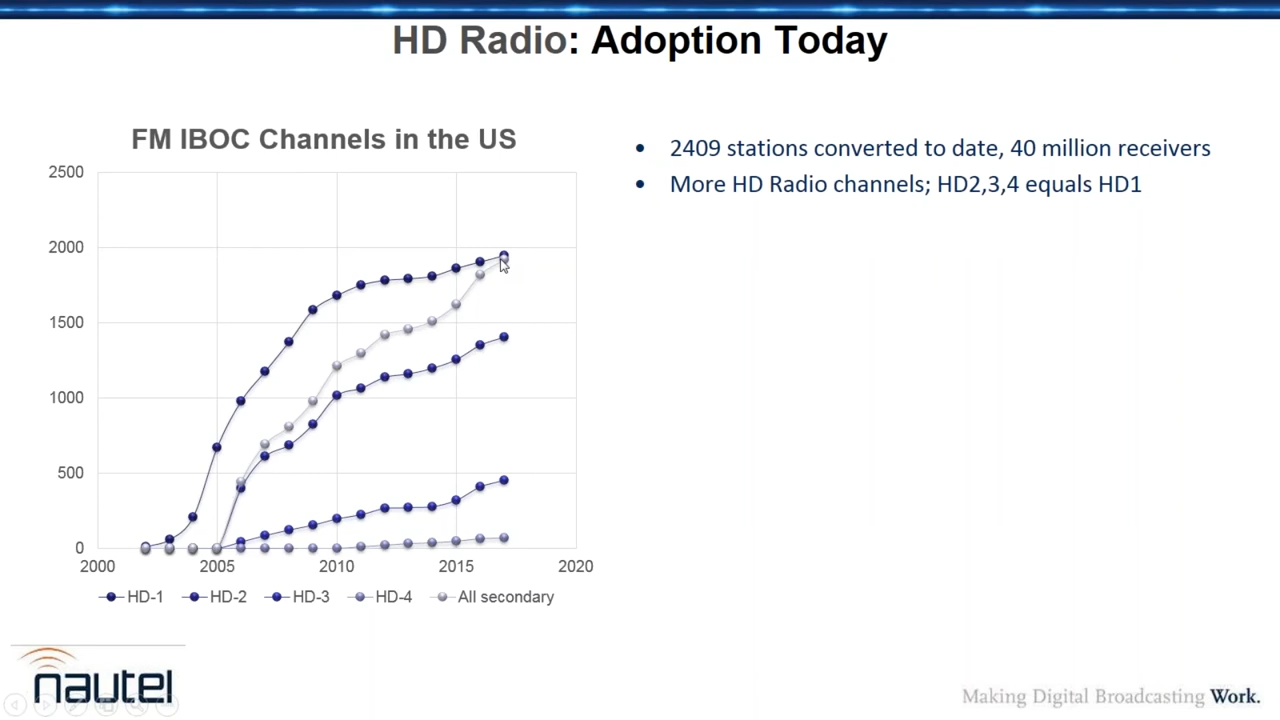 HD Radio: Adoption Today
FM IBOC Channels in the US
2500
2000
1500
1000
500
0
2000 2005 2010 2015 2020
HD-1 HD-2 HD-3 HD-4 All secondary
• 2409 stations converted to date, 40 million receivers
• More HD Radio channels; HD2,3,4 equals HD1
nautel
Making Digital Broadcasting Work.